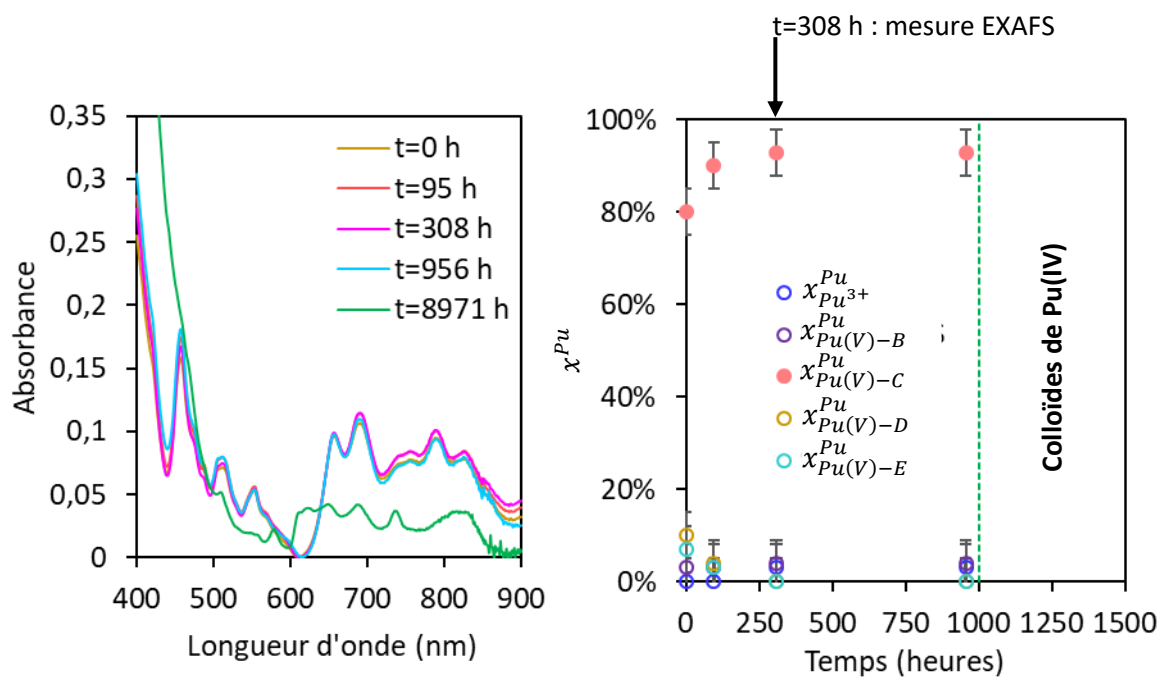 t=308 h : mesure EXAFS
0,35
0,3
0,25
0,2
0,15
0,1
0,05
0
Absorbance
t=0 h
t=95 h
t=308 h
t=956 h
t=8971 h
400 500 600 700 800 900
Longueur d'onde (nm)
100%
80%
60%
40%
20%
0%
x^{Pu}
x^{Pu}_{Pu^{3+}}
x^{Pu}_{Pu(V)−B}
x^{Pu}_{Pu(V)−C}
x^{Pu}_{Pu(V)−D}
x^{Pu}_{Pu(V)−E}
Colloïdes de Pu(IV)
0 250 500 750 1000 1250 1500
Temps (heures)